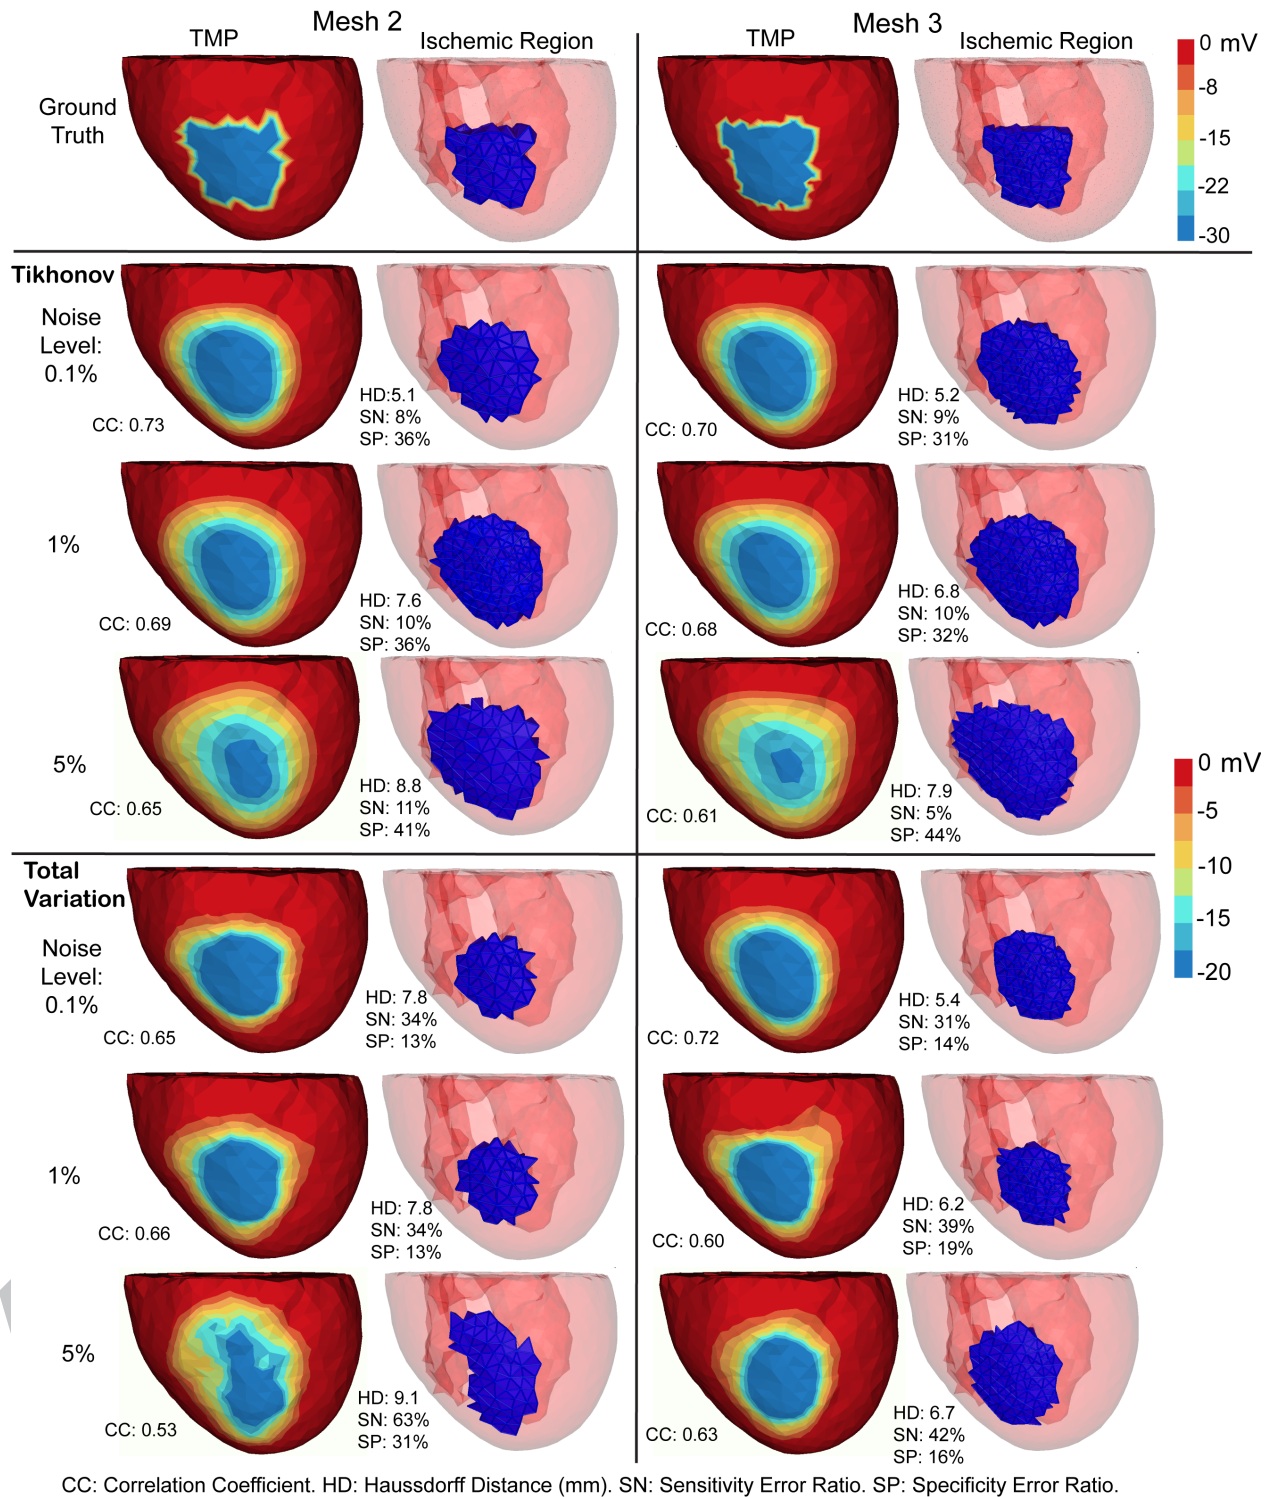 Mesh 2
Mesh 3
TMP
Ischemic Region
TMP
Ischemic Region
0 mV
-8
-15
-22
-30
Ground
Truth
Tikhonov
Noise
Level:
0.1%
CC: 0.73
HD:5.1
SN: 8%
SP: 36%
CC: 0.70
HD: 5.2
SN: 9%
SP: 31%
1%
CC: 0.69
HD: 7.6
SN: 10%
SP: 36%
CC: 0.68
HD: 6.8
SN: 10%
SP: 32%
5%
CC: 0.65
HD: 8.8
SN: 11%
SP: 41%
CC: 0.61
HD: 7.9
SN: 5%
SP: 44%
0 mV
-5
-10
-15
-20
Total
Variation
Noise
Level:
0.1%
CC: 0.65
HD: 7.8
SN: 34%
SP: 13%
CC: 0.72
HD: 5.4
SN: 31%
SP: 14%
1%
CC: 0.66
HD: 7.8
SN: 34%
SP: 13%
CC: 0.60
HD: 6.2
SN: 39%
SP: 19%
5%
CC: 0.53
HD: 9.1
SN: 63%
SP: 31%
CC: 0.63
HD: 6.7
SN: 42%
SP: 16%
CC: Correlation Coefficient. HD: Haussdorff Distance (mm). SN: Sensitivity Error Ratio. SP: Specificity Error Ratio.